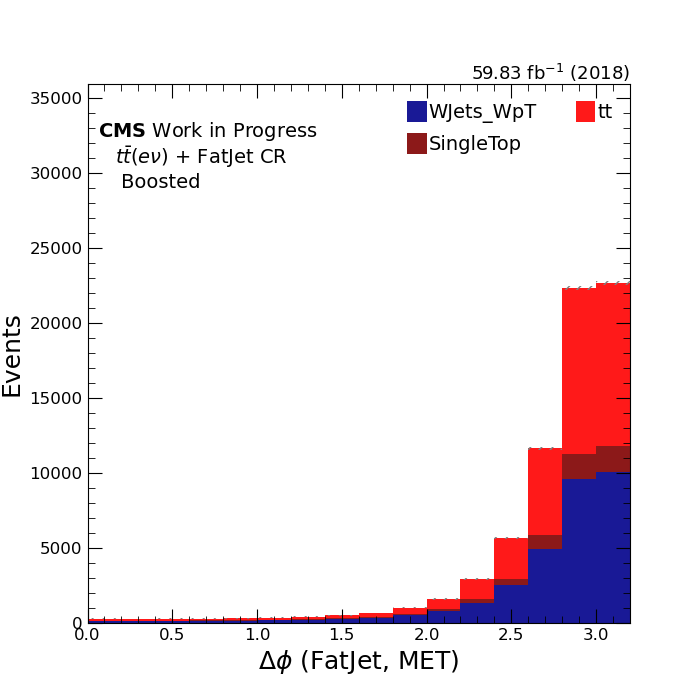 59.83 fb⁻¹ (2018)
35000
30000
25000
20000
15000
10000
5000
0
Events
CMS Work in Progress
tt̄(eν) + FatJet CR
Boosted
WJets_WpT
tt
SingleTop
0.0 0.5 1.0 1.5 2.0 2.5 3.0
Δϕ (FatJet, MET)